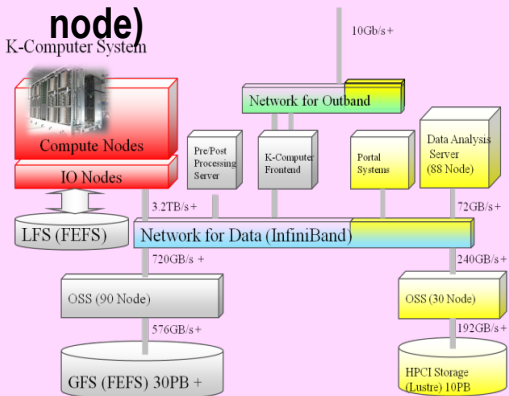 node)
K-Computer System
10Gb/s+
Network for Outband
Compute Nodes
IO Nodes
Pre/Post
Processing
Server
K-Computer
Frontend
Portal
Systems
Data Analysis
Server
(88 Node)
3.2TB/s+
72GB/s+
LFS (FEFS)
Network for Data (InfiniBand)
720GB/s +
240GB/s+
OSS (90 Node)
OSS (30 Node)
576GB/s+
192GB/s+
GFS (FEFS) 30PB +
HPCI Storage
(Lustre) 10PB